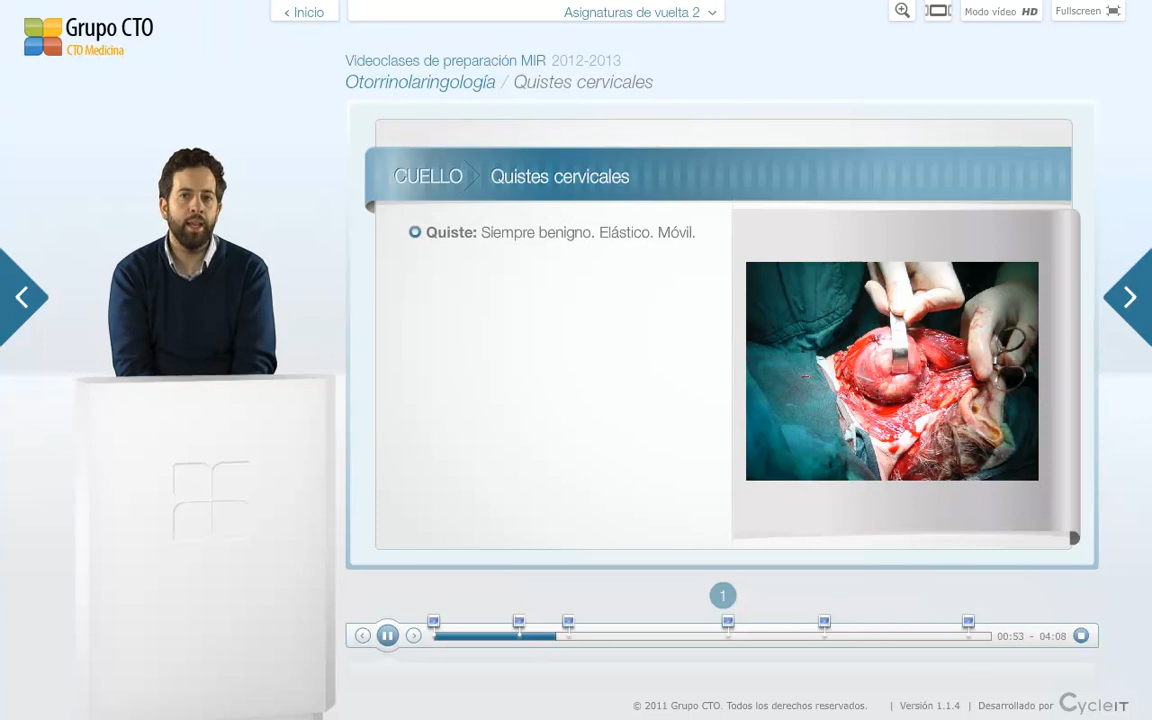 Grupo CTO
CTO Medicina
‹ Inicio
Asignaturas de vuelta 2
Modo vídeo HD
Fullscreen
Videoclases de preparación MIR 2012-2013
Otorrinolaringología / Quistes cervicales
CUELLO Quistes cervicales
Quiste: Siempre benigno. Elástico. Móvil.
1
00:53 - 04:08
© 2011 Grupo CTO. Todos los derechos reservados. | Versión 1.1.4 | Desarrollado por CycleIT